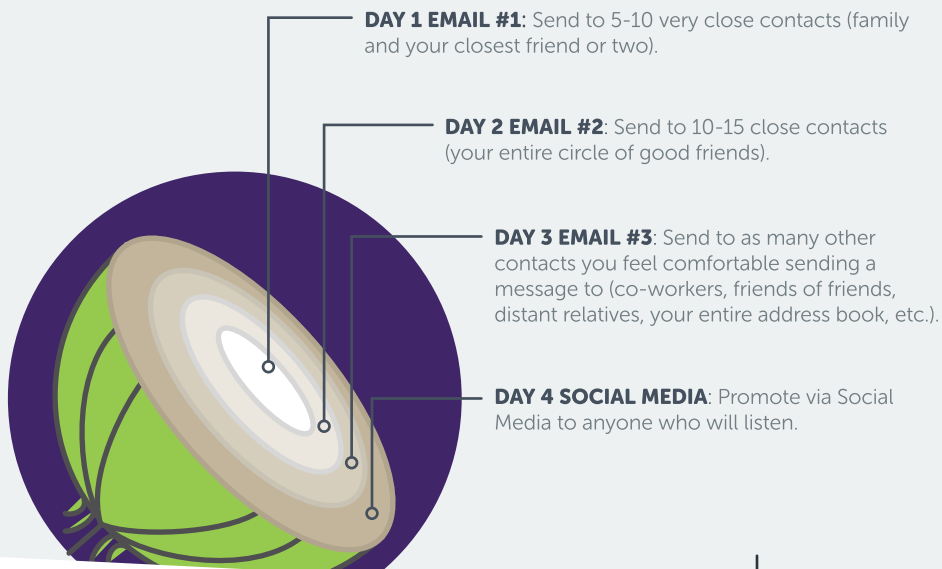 DAY 1 EMAIL #1: Send to 5-10 very close contacts (family
and your closest friend or two).
DAY 2 EMAIL #2: Send to 10-15 close contacts
(your entire circle of good friends).
DAY 3 EMAIL #3: Send to as many other
contacts you feel comfortable sending a
message to (co-workers, friends of friends,
distant relatives, your entire address book, etc.).
DAY 4 SOCIAL MEDIA: Promote via Social
Media to anyone who will listen.